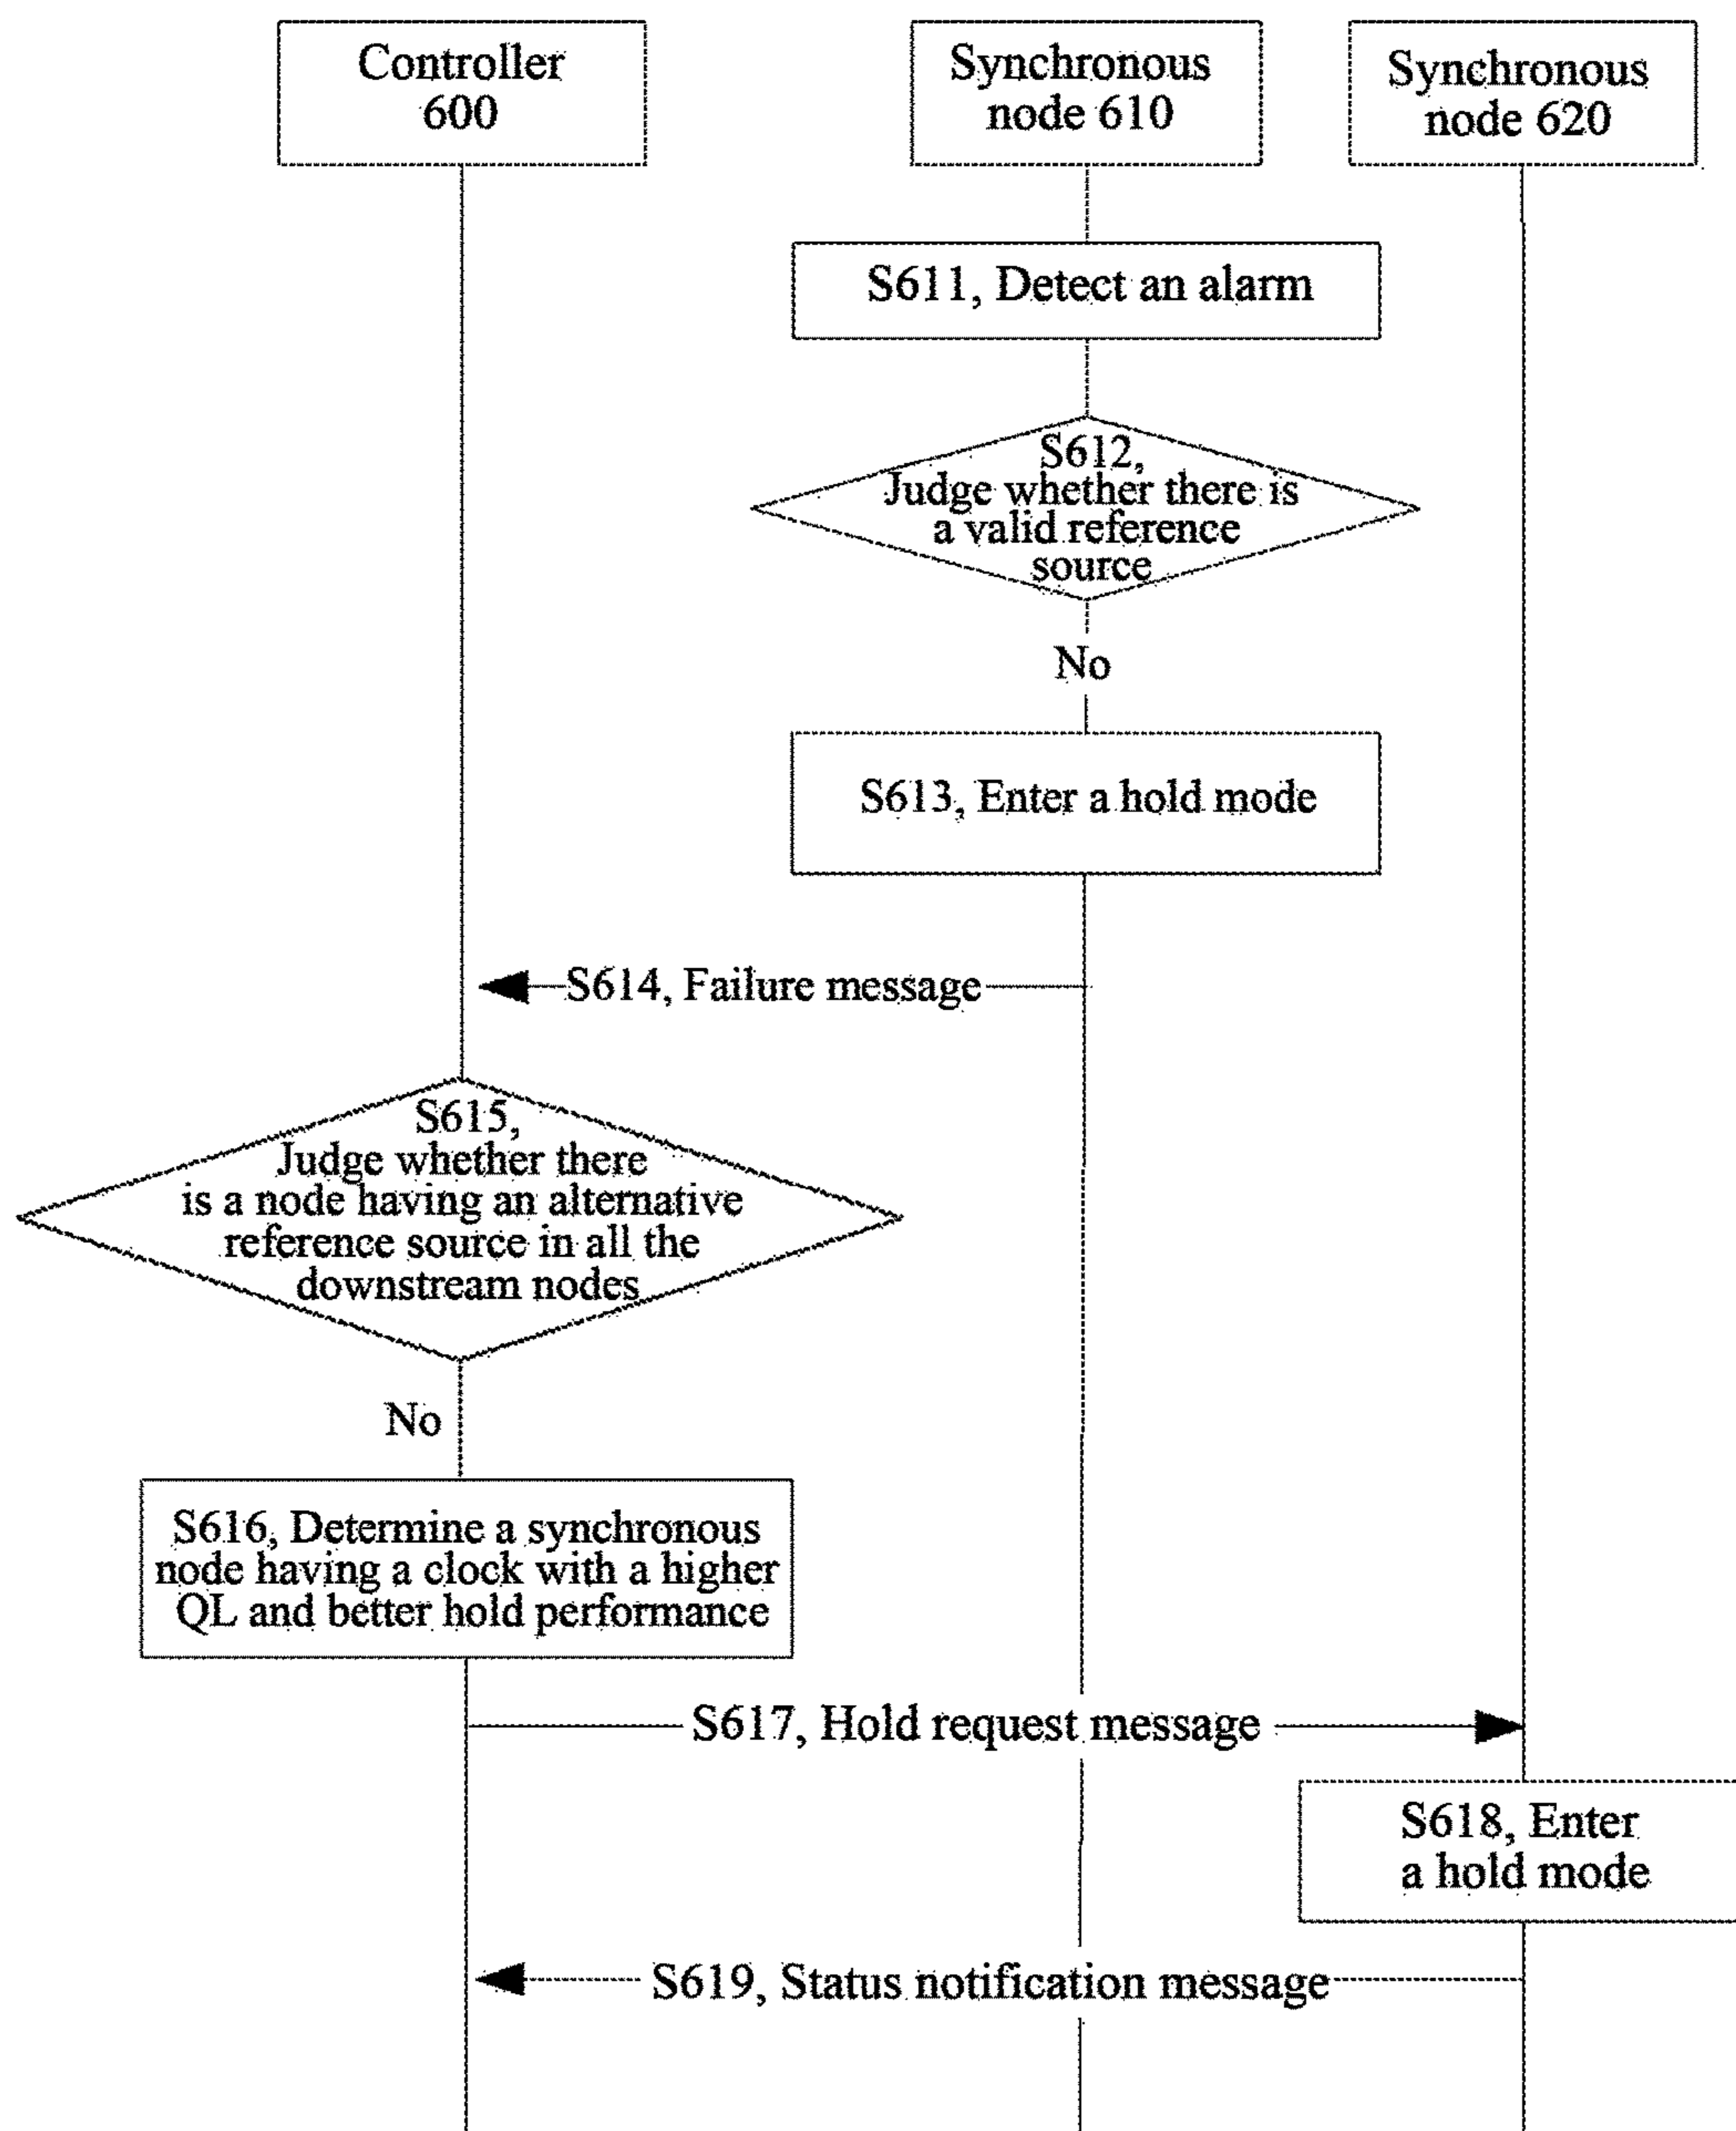 Controller
600
Synchronous
node 610
Synchronous
node 620
S611, Detect an alarm
S612,
Judge whether there is
a valid reference
source
No
S613, Enter a hold mode
S614, Failure message
S615,
Judge whether there
is a node having an alternative
reference source in all the
downstream nodes
No
S616, Determine a synchronous
node having a clock with a higher
QL and better hold performance
S617, Hold request message
S618, Enter
a hold mode
S619, Status notification message